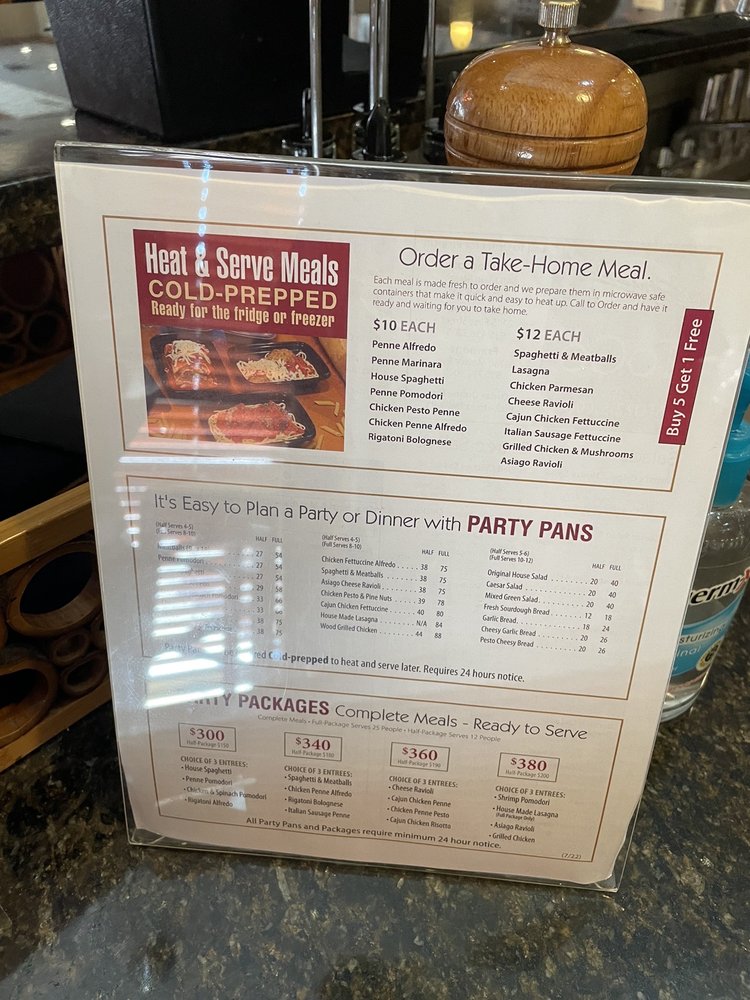 Heat & Serve Meals
COLD-PREPPED
Ready for the fridge or freezer
Order a Take-Home Meal.
Each meal is made fresh to order and we prepare them in microwave safe
containers that make it quick and easy to heat up. Call to Order and have it
ready and waiting for you to take home.
$10 EACH
Penne Alfredo
Penne Marinara
House Spaghetti
Penne Pomodori
Chicken Pesto Penne
Chicken Penne Alfredo
Rigatoni Bolognese
$12 EACH
Spaghetti & Meatballs
Lasagna
Chicken Parmesan
Cheese Ravioli
Cajun Chicken Fettuccine
Italian Sausage Fettuccine
Grilled Chicken & Mushrooms
Asiago Ravioli
Buy 5 Get 1 Free
It's Easy to Plan a Party or Dinner with PARTY PANS
(Half Serves 4-5)
(Full Serves 8-10)
HALF FULL
27 54
Penne Pomodori 27 54
27 54
29 58
33
33
38 75
38 75
(Half Serves 4-5)
(Full Serves 8-10)
HALF FULL
Chicken Fettuccine Alfredo ..... 38 75
Spaghetti & Meatballs ....... 38 75
Asiago Cheese Ravioli ........ 38 75
Chicken Pesto & Pine Nuts .... 39 78
Cajun Chicken Fettuccine ...... 40 80
House Made Lasagna ........ N/A 84
Wood Grilled Chicken ........ 44 88
(Half Serves 5-6)
(Full Serves 10-12)
HALF FULL
Original House Salad ......... 20 40
Caesar Salad ............ 20 40
Mixed Green Salad .......... 20 40
Fresh Sourdough Bread ....... 12 18
Garlic Bread ............ 18 24
Cheesy Garlic Bread ......... 20 26
Pesto Cheesy Bread ......... 20 26
Party Cold-prepped to heat and serve later. Requires 24 hours notice.
PACKAGES Complete Meals - Ready to Serve
Complete Meals • Full-Package Serves 25 People • Half-Package Serves 12 People
$300
Half-Package $150
CHOICE OF 3 ENTREES:
• House Spaghetti
• Penne Pomodori
• Chicken & Spinach Pomodori
• Rigatoni Alfredo
$340
Half-Package $180
CHOICE OF 3 ENTREES:
• Spaghetti & Meatballs
• Chicken Penne Alfredo
• Rigatoni Bolognese
• Italian Sausage Penne
$360
Half-Package $190
CHOICE OF 3 ENTREES:
• Cheese Ravioli
• Cajun Chicken Penne
• Chicken Penne Pesto
• Cajun Chicken Risotto
$380
Half-Package $200
CHOICE OF 3 ENTREES:
• Shrimp Pomodori
• House Made Lasagna
(Full Package Only)
• Asiago Ravioli
• Grilled Chicken
All Party Pans and Packages require minimum 24 hour notice.
(7/22)